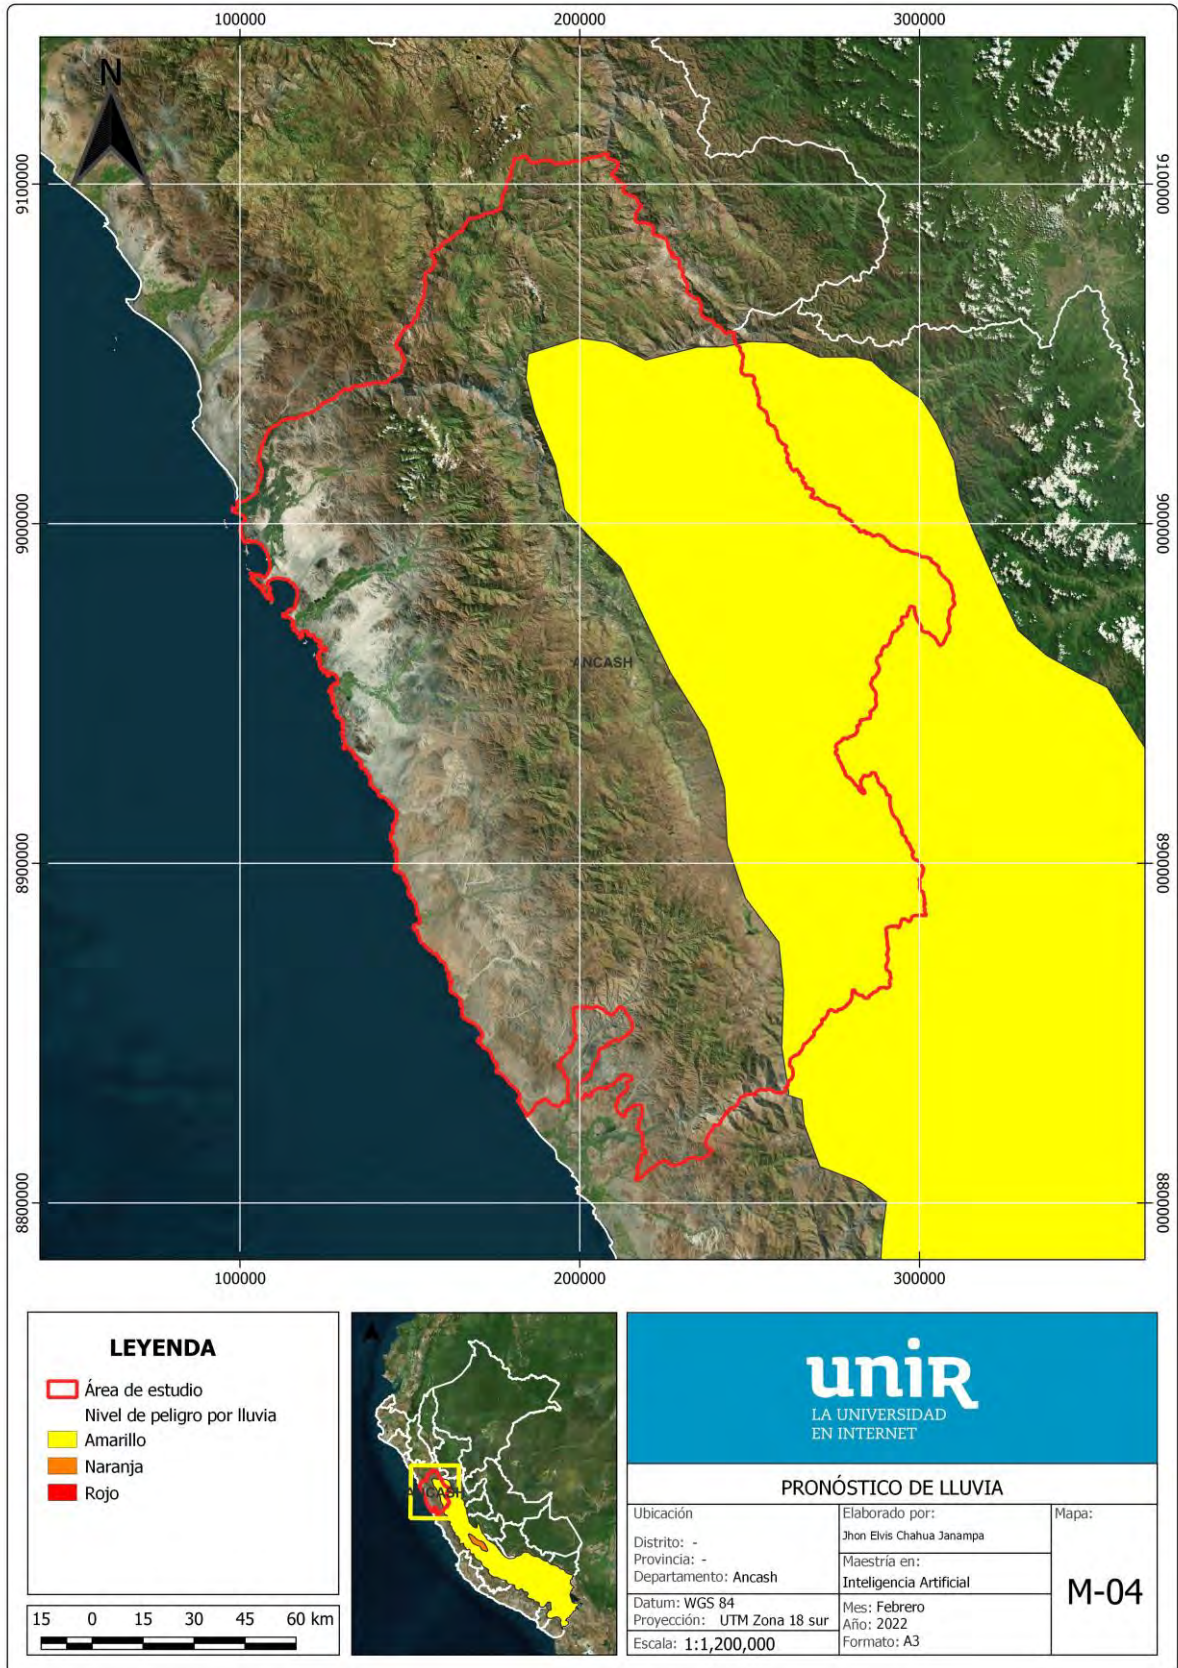 100000
200000
300000
N
9100000
9100000
9000000
9000000
ANCASH
8900000
8900000
8800000
8800000
100000
200000
300000
LEYENDA
Área de estudio
Nivel de peligro por lluvia
Amarillo
Naranja
Rojo
15 0 15 30 45 60 km
ANCASH
unir
LA UNIVERSIDAD
EN INTERNET
PRONÓSTICO DE LLUVIA
Ubicación
Distrito: -
Provincia: -
Departamento: Ancash
Datum: WGS 84
Proyección: UTM Zona 18 sur
Escala: 1:1,200,000
Elaborado por:
Jhon Elvis Chahua Janampa
Maestría en:
Inteligencia Artificial
Mes: Febrero
Año: 2022
Formato: A3
Mapa:
M-04